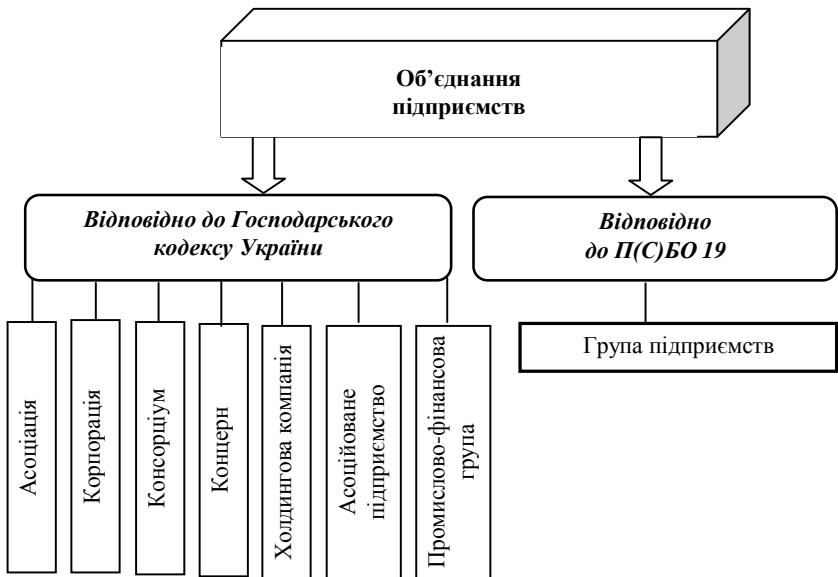 Об’єднання
підприємств
Відповідно до Господарського
кодексу України
Відповідно
до П(С)БО 19
Асоціація
Корпорація
Консорціум
Концерн
Холдингова компанія
Асоційоване
підприємство
Промислово-фінансова
група
Група підприємств